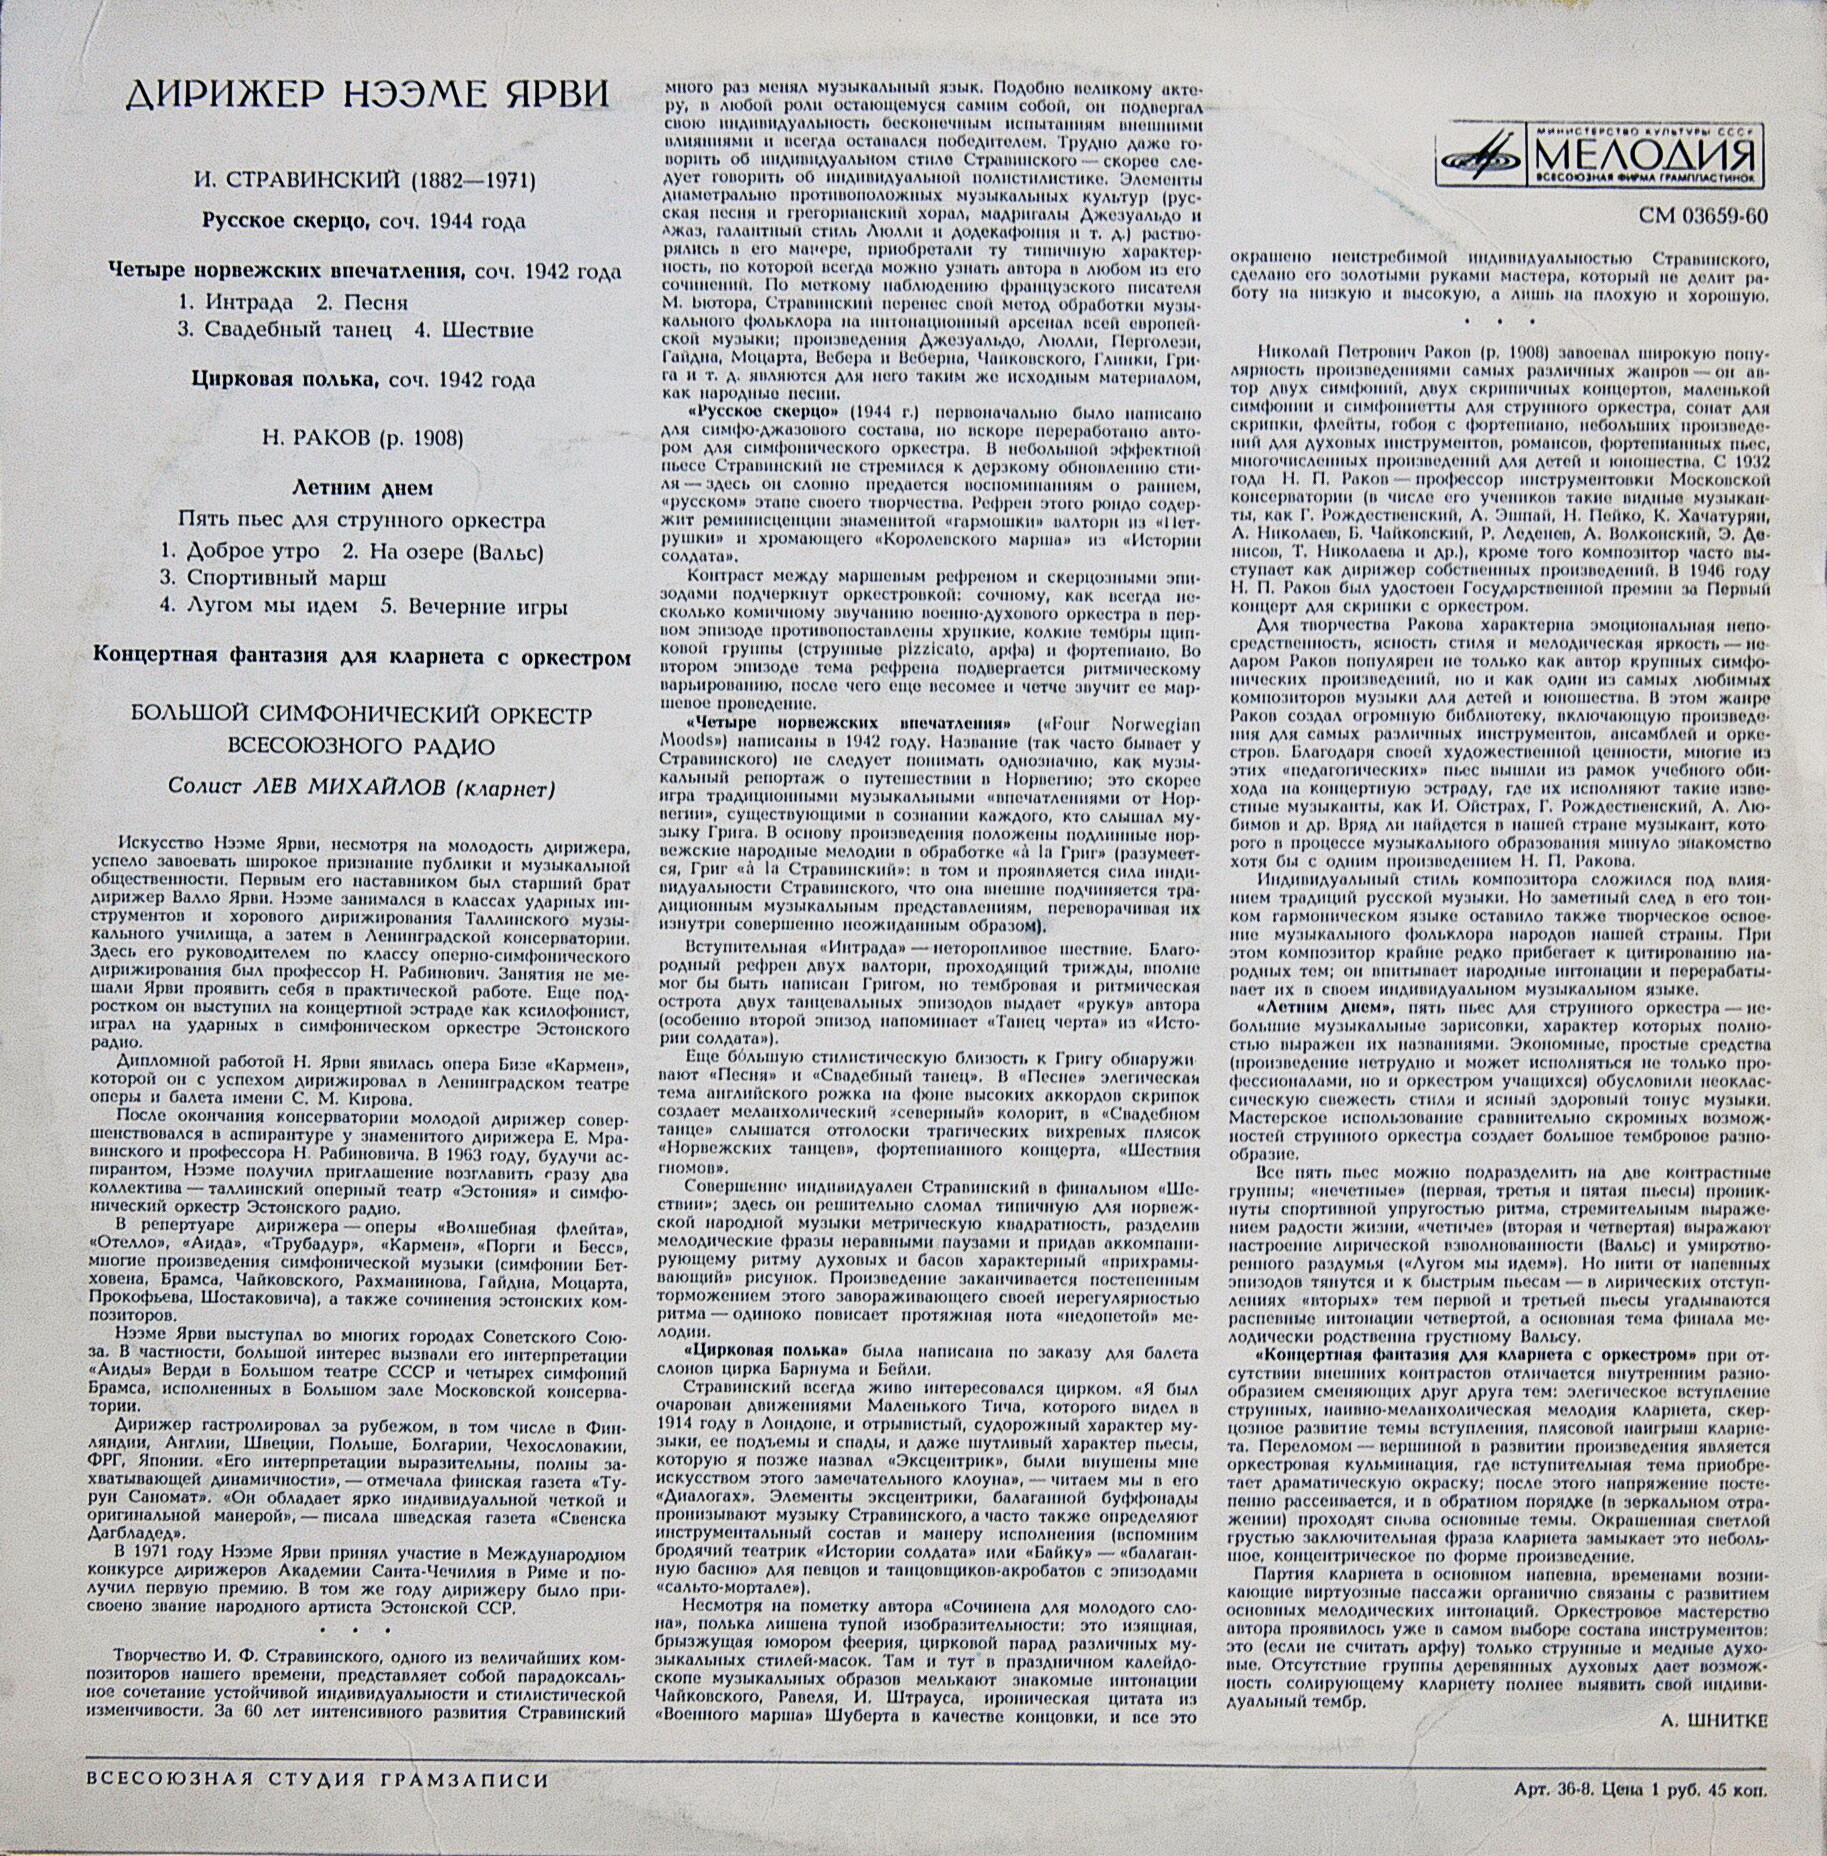 ДИРИЖЕР НЭЭМЕ ЯРВИ
И. СТРАВИНСКИЙ (1882—1971)
Русское скерцо, соч. 1944 года
Четыре норвежских впечатления, соч. 1942 года
1. Интрада 2. Песня
3. Свадебный танец 4. Шествие
Цирковая полька, соч. 1942 года
Н. РАКОВ (р. 1908)
Летним днем
Пять пьес для струнного оркестра
1. Доброе утро 2. На озере (Вальс)
3. Спортивный марш
4. Лугом мы идем 5. Вечерние игры
Концертная фантазия для кларнета с оркестром
БОЛЬШОЙ СИМФОНИЧЕСКИЙ ОРКЕСТР
ВСЕСОЮЗНОГО РАДИО
Солист ЛЕВ МИХАЙЛОВ (кларнет)
Искусство Нээме Ярви, несмотря на молодость дирижера,
успело завоевать широкое признание публики и музыкальной
общественности. Первым его наставником был старший брат
дирижер Валло Ярви. Нээме занимался в классах ударных ин-
струментов и хорового дирижирования Таллинского музы-
кального училища, а затем в Ленинградской консерватории.
Здесь его руководителем по классу оперно-симфонического
дирижирования был профессор Н. Рабинович. Занятия не ме-
шали Ярви проявить себя в практической работе. Еще под-
ростком он выступил на концертной эстраде как ксилофонист,
играл на ударных в симфоническом оркестре Эстонского
радио.
Дипломной работой Н. Ярви явилась опера Бизе «Кармен»,
которой он с успехом дирижировал в Ленинградском театре
оперы и балета имени С. М. Кирова.
После окончания консерватории молодой дирижер совер-
шенствовался в аспирантуре у знаменитого дирижера Е. Мра-
винского и профессора Н. Рабиновича. В 1963 году, будучи ас-
пирантом, Нээме получил приглашение возглавить сразу два
коллектива — таллинский оперный театр «Эстония» и симфо-
нический оркестр Эстонского радио.
В репертуаре дирижера — оперы «Волшебная флейта»,
«Отелло», «Аида», «Трубадур», «Кармен», «Порги и Бесс»,
многие произведения симфонической музыки (симфонии Бет-
ховена, Брамса, Чайковского, Рахманинова, Гайдна, Моцарта,
Прокофьева, Шостаковича), а также сочинения эстонских ком-
позиторов.
Нээме Ярви выступал во многих городах Советского Сою-
за. В частности, большой интерес вызвали его интерпретации
«Аиды» Верди в Большом театре СССР и четырех симфоний
Брамса, исполненных в Большом зале Московской консерва-
тории.
Дирижер гастролировал за рубежом, в том числе в Фин-
ляндии, Англии, Швеции, Польше, Болгарии, Чехословакии,
ФРГ, Японии. «Его интерпретации выразительны, полны за-
хватывающей динамичности», — отмечала финская газета «Ту-
рун Саномат». «Он обладает ярко индивидуальной четкой и
оригинальной манерой», — писала шведская газета «Свенска
Дагбладед».
В 1971 году Нээме Ярви принял участие в Международном
конкурсе дирижеров Академии Санта-Чечилия в Риме и по-
лучил первую премию. В том же году дирижеру было при-
своено звание народного артиста Эстонской ССР.
• • •
Творчество И. Ф. Стравинского, одного из величайших ком-
позиторов нашего времени, представляет собой парадоксаль-
ное сочетание устойчивой индивидуальности и стилистической
изменчивости. За 60 лет интенсивного развития Стравинский
много раз менял музыкальный язык. Подобно великому акте-
ру, в любой роли остающемуся самим собой, он подвергал
свою индивидуальность бесконечным испытаниям внешними
влияниями и всегда оставался победителем. Трудно даже го-
ворить об индивидуальном стиле Стравинского — скорее сле-
дует говорить об индивидуальной полистилистике. Элементы
диаметрально противоположных музыкальных культур (рус-
ская песня и грегорианский хорал, мадригалы Джезуальдо и
джаз, галантный стиль Люлли и додекафония и т. д.) раство-
рялись в его манере, приобретали ту типичную характер-
ность, по которой всегда можно узнать автора в любом из его
сочинений. По меткому наблюдению французского писателя
М. Бютора, Стравинский перенес свой метод обработки музы-
кального фольклора на интонационный арсенал всей европей-
ской музыки; произведения Джезуальдо, Люлли, Перголези,
Гайдна, Моцарта, Вебера и Веберна, Чайковского, Глинки, Гри-
га и т. д. являются для него таким же исходным материалом,
как народные песни.
«Русское скерцо» (1944 г.) первоначально было написано
для симфо-джазового состава, но вскоре переработано авто-
ром для симфонического оркестра. В небольшой эффектной
пьесе Стравинский не стремился к дерзкому обновлению сти-
ля — здесь он словно предается воспоминаниям о раннем,
«русском» этапе своего творчества. Рефрен этого рондо содер-
жит реминисценции знаменитой «гармошки» валторн из «Пет-
рушки» и хромающего «Королевского марша» из «Истории
солдата».
Контраст между маршевым рефреном и скерцозными эпи-
зодами подчеркнут оркестровкой: сочному, как всегда не-
сколько комичному звучанию военно-духового оркестра в пер-
вом эпизоде противопоставлены хрупкие, колкие тембры щип-
ковой группы (струнные pizzicato, арфа) и фортепиано. Во
втором эпизоде тема рефрена подвергается ритмическому
варьированию, после чего еще весомее и четче звучит ее мар-
шевое проведение.
«Четыре норвежских впечатления» («Four Norwegian
Moods») написаны в 1942 году. Название (так часто бывает у
Стравинского) не следует понимать однозначно, как музы-
кальный репортаж о путешествии в Норвегию; это скорее
игра традиционными музыкальными «впечатлениями от Нор-
вегии», существующими в сознании каждого, кто слышал му-
зыку Грига. В основу произведения положены подлинные нор-
вежские народные мелодии в обработке «à la Григ» (разумеет-
ся, Григ «à la Стравинский»: в том и проявляется сила инди-
видуальности Стравинского, что она внешне подчиняется тра-
диционным музыкальным представлениям, переворачивая их
изнутри совершенно неожиданным образом).
Вступительная «Интрада» — неторопливое шествие. Благо-
родный рефрен двух валторн, проходящий трижды, вполне
мог бы быть написан Григом, но тембровая и ритмическая
острота двух танцевальных эпизодов выдает «руку» автора
(особенно второй эпизод напоминает «Танец черта» из «Исто-
рии солдата»).
Еще бо́льшую стилистическую близость к Григу обнаружи-
вают «Песня» и «Свадебный танец». В «Песне» элегическая
тема английского рожка на фоне высоких аккордов скрипок
создает меланхолический «северный» колорит, в «Свадебном
танце» слышатся отголоски трагических вихревых плясок
«Норвежских танцев», фортепианного концерта, «Шествия
гномов».
Совершенно индивидуален Стравинский в финальном «Ше-
ствии»; здесь он решительно сломал типичную для норвеж-
ской народной музыки метрическую квадратность, разделив
мелодические фразы неравными паузами и придав аккомпани-
рующему ритму духовых и басов характерный «прихрамы-
вающий» рисунок. Произведение заканчивается постепенным
торможением этого завораживающего своей нерегулярностью
ритма — одиноко повисает протяжная нота «недопетой» ме-
лодии.
«Цирковая полька» была написана по заказу для балета
слонов цирка Барнума и Бейли.
Стравинский всегда живо интересовался цирком. «Я был
очарован движениями Маленького Тича, которого видел в
1914 году в Лондоне, и отрывистый, судорожный характер му-
зыки, ее подъемы и спады, и даже шутливый характер пьесы,
которую я позже назвал «Эксцентрик», были внушены мне
искусством этого замечательного клоуна», — читаем мы в его
«Диалогах». Элементы эксцентрики, балаганной буффонады
пронизывают музыку Стравинского, а часто также определяют
инструментальный состав и манеру исполнения (вспомним
бродячий театрик «Истории солдата» или «Байку» — «балаган-
ную басню» для певцов и танцовщиков-акробатов с эпизодами
«сальто-мортале»).
Несмотря на пометку автора «Сочинена для молодого сло-
на», полька лишена тупой изобразительности: это изящная,
брызжущая юмором феерия, цирковой парад различных му-
зыкальных стилей-масок. Там и тут в праздничном калейдо-
скопе музыкальных образов мелькают знакомые интонации
Чайковского, Равеля, И. Штрауса, ироническая цитата из
«Военного марша» Шуберта в качестве концовки, и все это
МИНИСТЕРСТВО КУЛЬТУРЫ СССР
МЕЛОДИЯ
ВСЕСОЮЗНАЯ ФИРМА ГРАМПЛАСТИНОК
СМ 03659-60
окрашено неистребимой индивидуальностью Стравинского,
сделано его золотыми руками мастера, который не делит ра-
боту на низкую и высокую, а лишь на плохую и хорошую.
• • •
Николай Петрович Раков (р. 1908) завоевал широкую попу-
лярность произведениями самых различных жанров — он ав-
тор двух симфоний, двух скрипичных концертов, маленькой
симфонии и симфониетты для струнного оркестра, сонат для
скрипки, флейты, гобоя с фортепиано, небольших произведе-
ний для духовых инструментов, романсов, фортепианных пьес,
многочисленных произведений для детей и юношества. С 1932
года Н. П. Раков — профессор инструментовки Московской
консерватории (в числе его учеников такие видные музыкан-
ты, как Г. Рождественский, А. Эшпай, Н. Пейко, К. Хачатурян,
А. Николаев, Б. Чайковский, Р. Леденев, А. Волконский, Э. Де-
нисов, Т. Николаева и др.), кроме того композитор часто вы-
ступает как дирижер собственных произведений. В 1946 году
Н. П. Раков был удостоен Государственной премии за Первый
концерт для скрипки с оркестром.
Для творчества Ракова характерна эмоциональная непо-
средственность, ясность стиля и мелодическая яркость — не-
даром Раков популярен не только как автор крупных симфо-
нических произведений, но и как один из самых любимых
композиторов музыки для детей и юношества. В этом жанре
Раков создал огромную библиотеку, включающую произведе-
ния для самых различных инструментов, ансамблей и орке-
стров. Благодаря своей художественной ценности, многие из
этих «педагогических» пьес вышли из рамок учебного оби-
хода на концертную эстраду, где их исполняют такие изве-
стные музыканты, как И. Ойстрах, Г. Рождественский, А. Лю-
бимов и др. Вряд ли найдется в нашей стране музыкант, кото-
рого в процессе музыкального образования минуло знакомство
хотя бы с одним произведением Н. П. Ракова.
Индивидуальный стиль композитора сложился под влия-
нием традиций русской музыки. Но заметный след в его тон-
ком гармоническом языке оставило также творческое освое-
ние музыкального фольклора народов нашей страны. При
этом композитор крайне редко прибегает к цитированию на-
родных тем; он впитывает народные интонации и перерабаты-
вает их в своем индивидуальном музыкальном языке.
«Летним днем», пять пьес для струнного оркестра — не-
большие музыкальные зарисовки, характер которых полно-
стью выражен их названиями. Экономные, простые средства
(произведение нетрудно и может исполняться не только про-
фессионалами, но и оркестром учащихся) обусловили неоклас-
сическую свежесть стиля и ясный здоровый тонус музыки.
Мастерское использование сравнительно скромных возмож-
ностей струнного оркестра создает большое тембровое разно-
образие.
Все пять пьес можно подразделить на две контрастные
группы; «нечетные» (первая, третья и пятая пьесы) проник-
нуты спортивной упругостью ритма, стремительным выраже-
нием радости жизни, «четные» (вторая и четвертая) выражают
настроение лирической взволнованности (Вальс) и умиротво-
ренного раздумья («Лугом мы идем»). Но нити от напевных
эпизодов тянутся и к быстрым пьесам — в лирических отступ-
лениях «вторых» тем первой и третьей пьесы угадываются
распевные интонации четвертой, а основная тема финала ме-
лодически родственна грустному Вальсу.
«Концертная фантазия для кларнета с оркестром» при от-
сутствии внешних контрастов отличается внутренним разно-
образием сменяющих друг друга тем: элегическое вступление
струнных, наивно-меланхолическая мелодия кларнета, скер-
цозное развитие темы вступления, плясовой наигрыш кларне-
та. Переломом — вершиной в развитии произведения является
оркестровая кульминация, где вступительная тема приобре-
тает драматическую окраску; после этого напряжение посте-
пенно рассеивается, и в обратном порядке (в зеркальном отра-
жении) проходят снова основные темы. Окрашенная светлой
грустью заключительная фраза кларнета замыкает это неболь-
шое, концентрическое по форме произведение.
Партия кларнета в основном напевна, временами возни-
кающие виртуозные пассажи органично связаны с развитием
основных мелодических интонаций. Оркестровое мастерство
автора проявилось уже в самом выборе состава инструментов:
это (если не считать арфу) только струнные и медные духо-
вые. Отсутствие группы деревянных духовых дает возмож-
ность солирующему кларнету полнее выявить свой индиви-
дуальный тембр.
А. ШНИТКЕ
ВСЕСОЮЗНАЯ СТУДИЯ ГРАМЗАПИСИ
Арт. 36-8. Цена 1 руб. 45 коп.